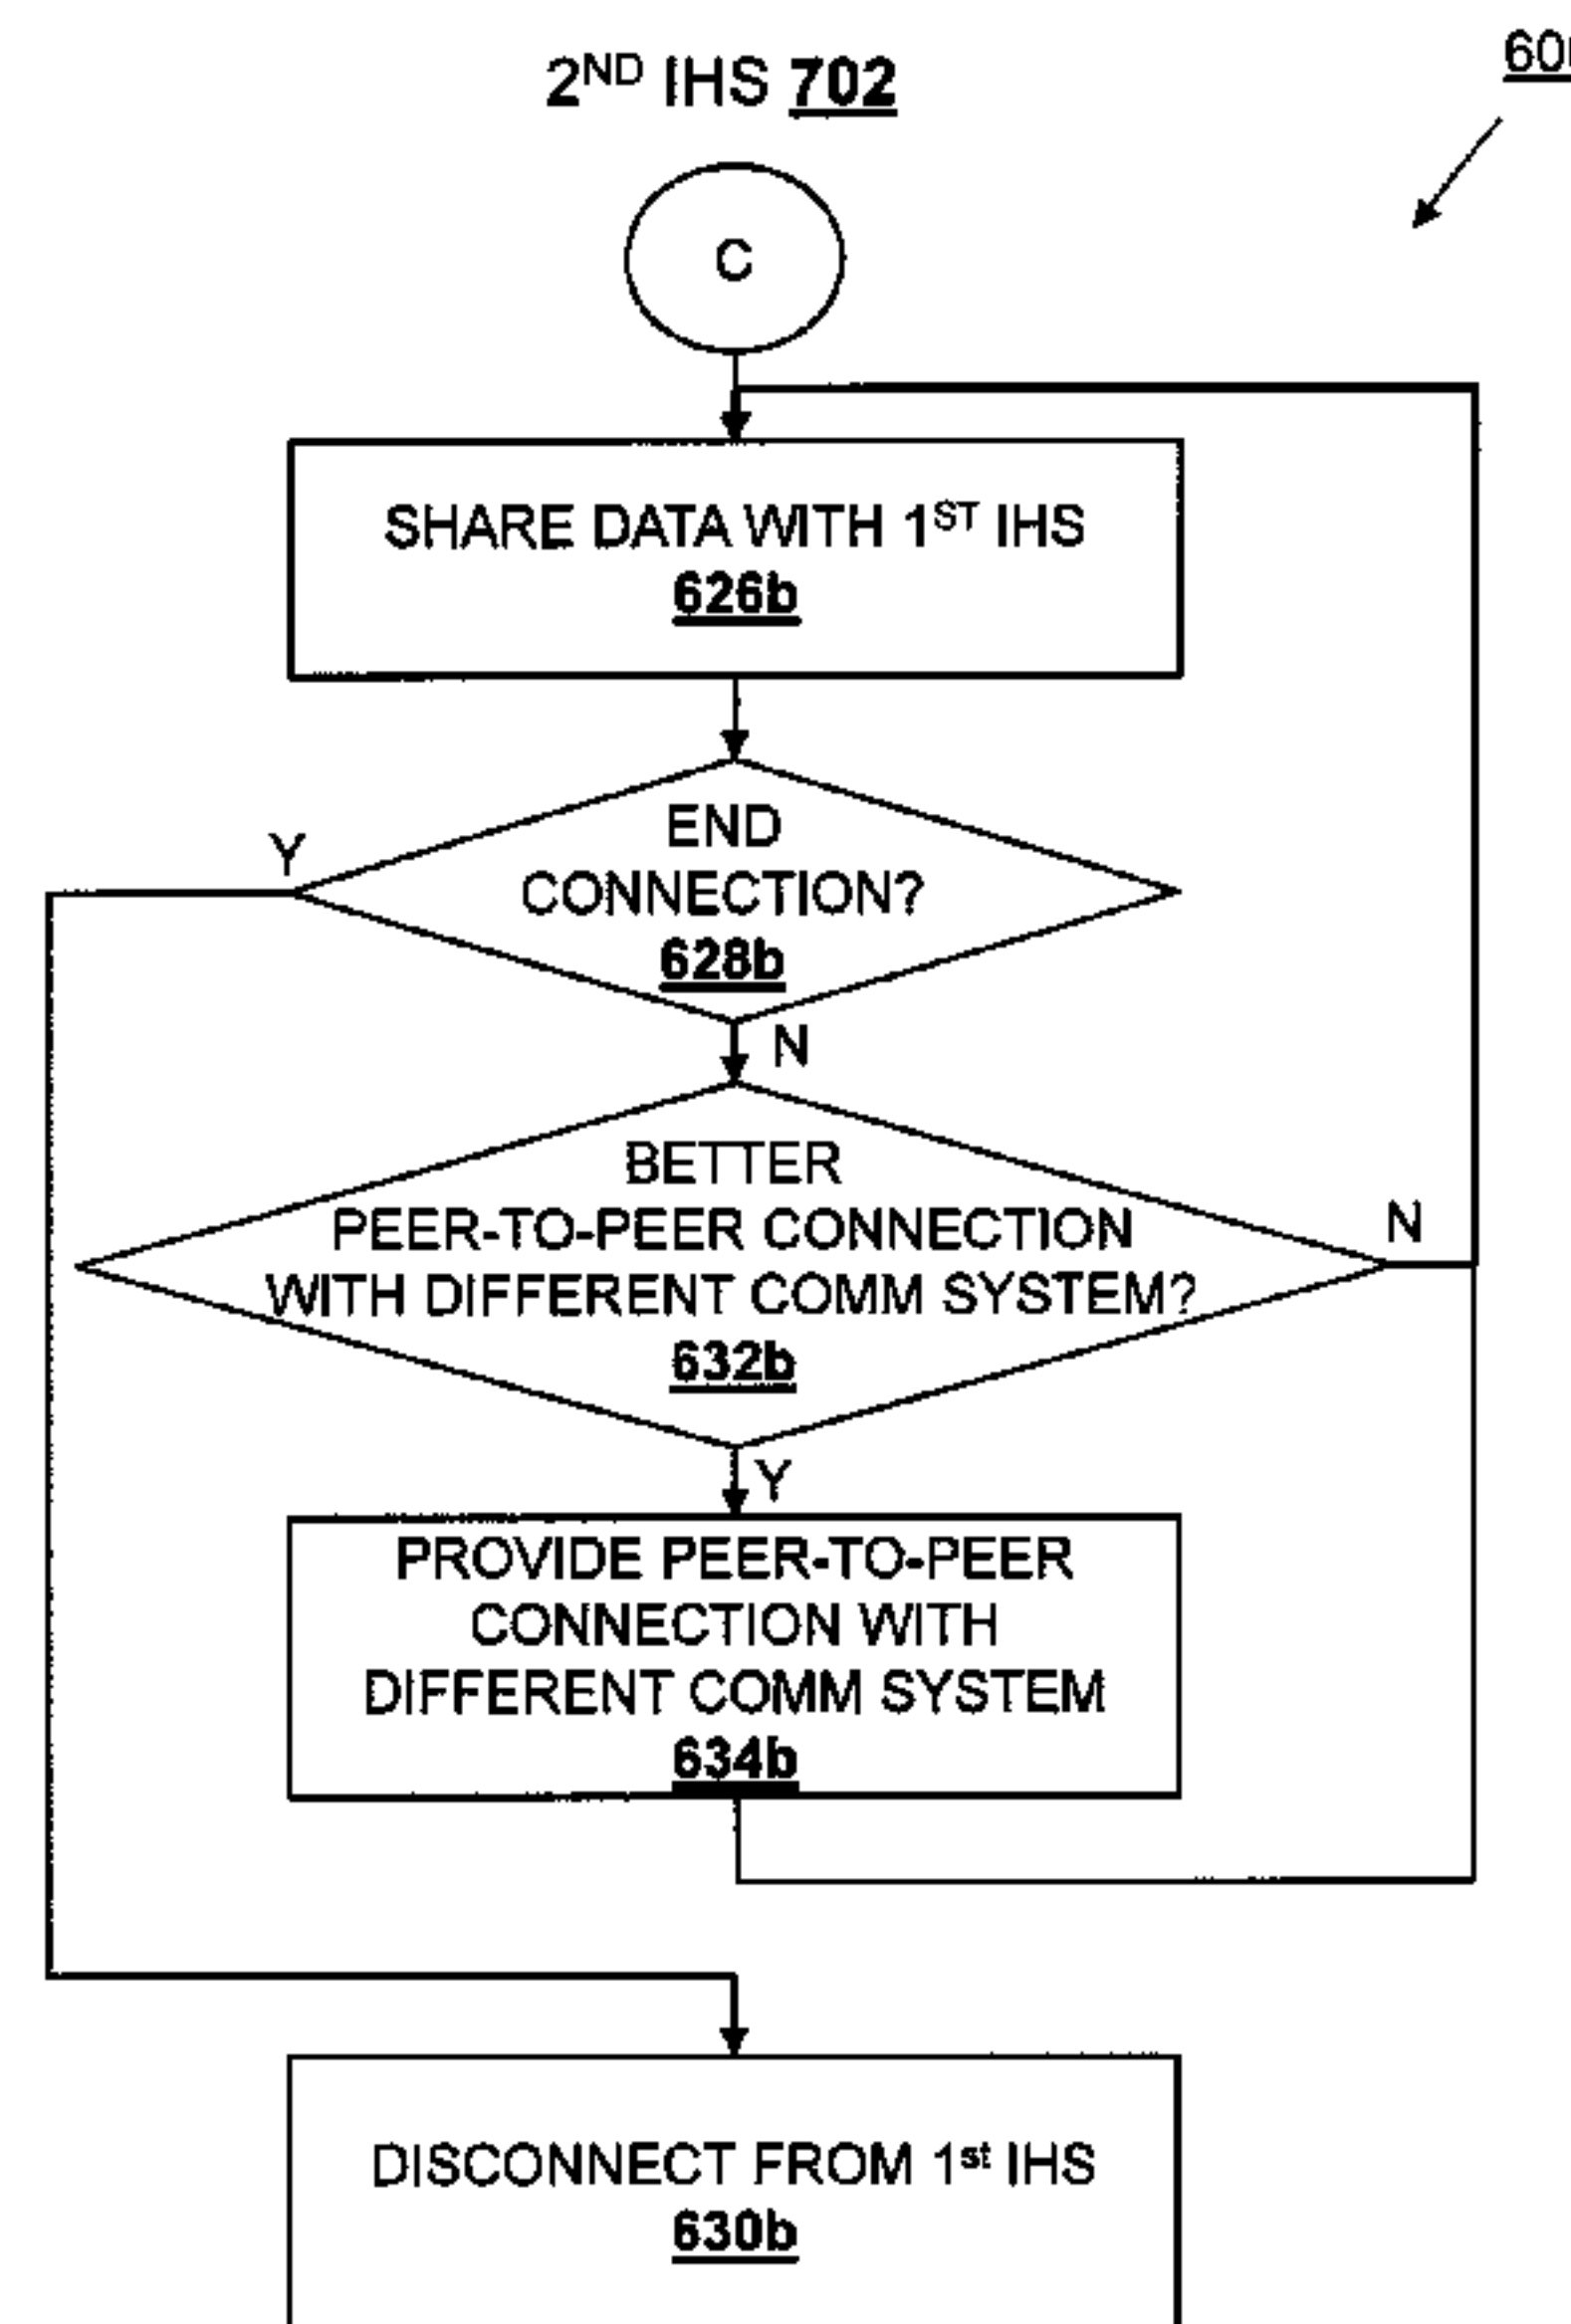 2ND IHS 702
C
SHARE DATA WITH 1ST IHS
626b
END
CONNECTION?
628b
Y
N
BETTER
PEER-TO-PEER CONNECTION
WITH DIFFERENT COMM SYSTEM?
632b
N
Y
PROVIDE PEER-TO-PEER
CONNECTION WITH
DIFFERENT COMM SYSTEM
634b
DISCONNECT FROM 1st IHS
630b